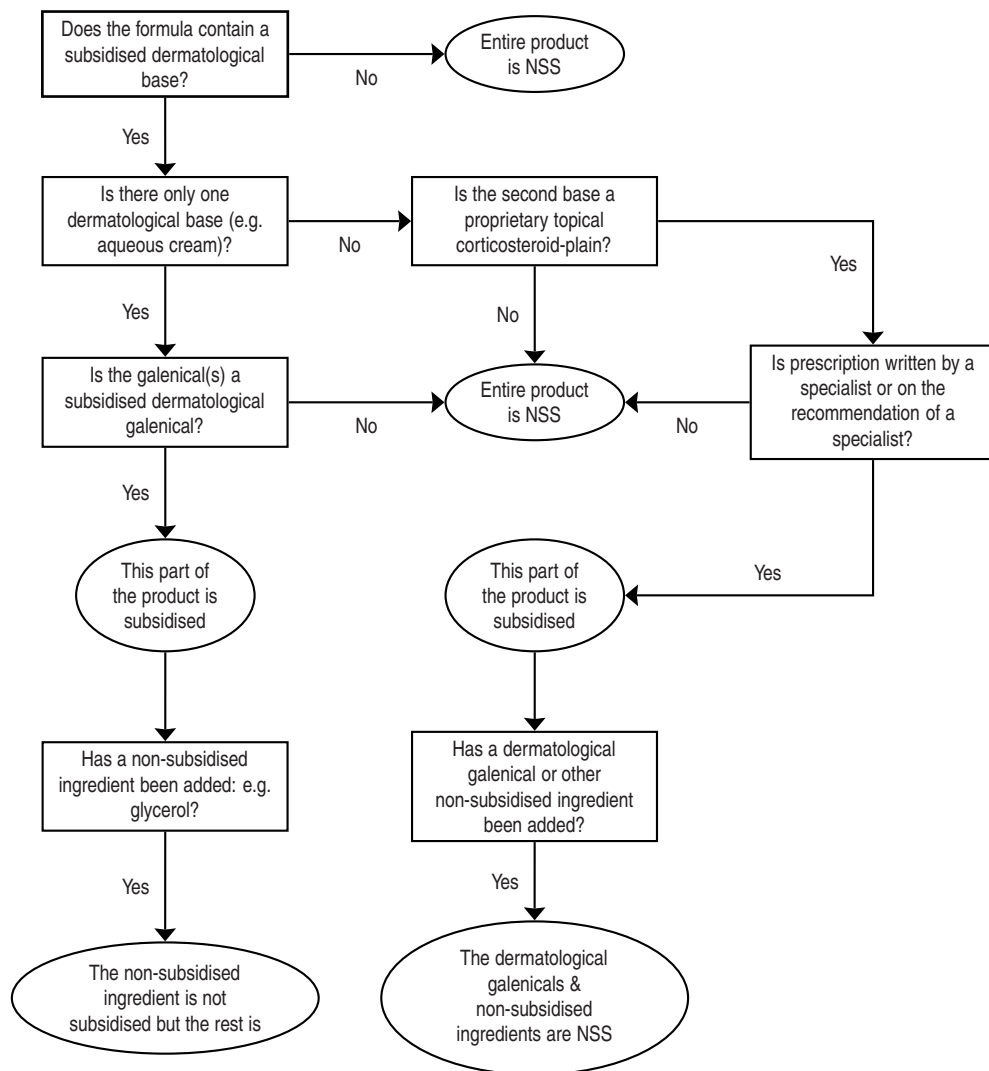 Does the formula contain a
subsidised dermatological
base?
No
Entire product
is NSS
Yes
Is there only one
dermatological base (e.g.
aqueous cream)?
No
Is the second base a
proprietary topical
corticosteroid-plain?
Yes
Yes
No
Is the galenical(s) a
subsidised dermatological
galenical?
No
Entire product
is NSS
No
Is prescription written by a
specialist or on the
recommendation of a
specialist?
Yes
This part of
the product is
subsidised
This part of
the product is
subsidised
Yes
Has a non-subsidised
ingredient been added: e.g.
glycerol?
Has a dermatological
galenical or other
non-subsidised ingredient
been added?
Yes
Yes
The non-subsidised
ingredient is not
subsidised but the rest is
The dermatological
galenicals &
non-subsidised
ingredients are NSS